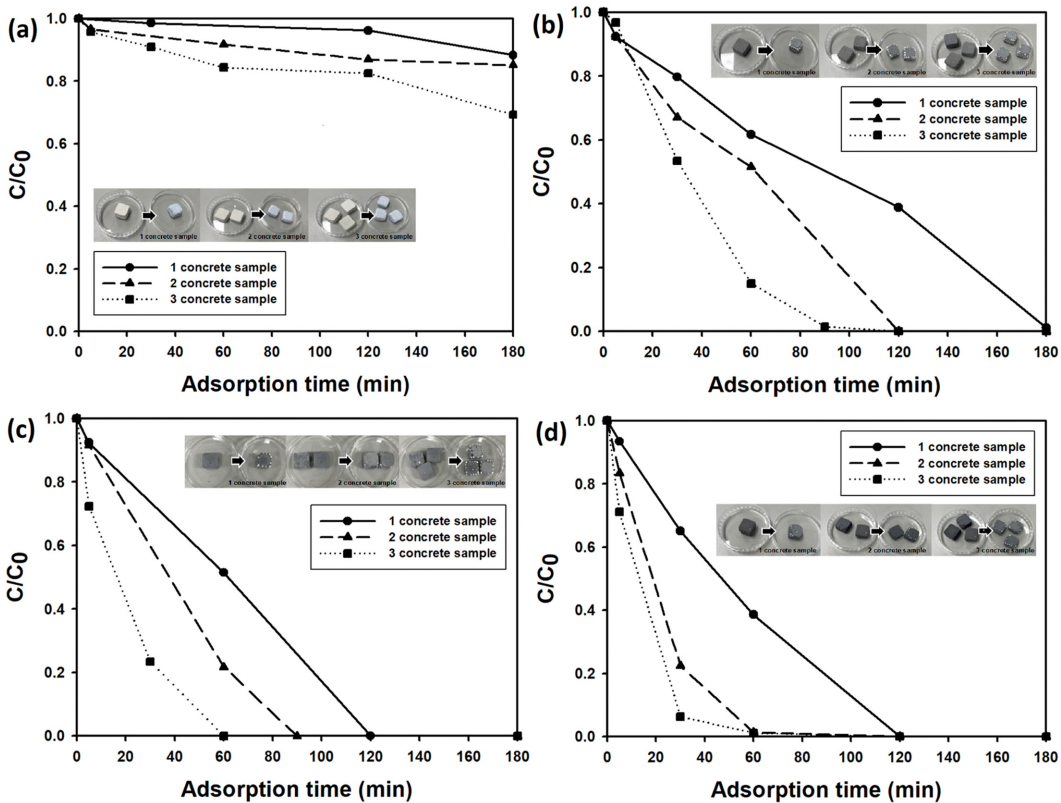 (a)
1.0
0.8
0.6
0.4
0.2
0.0
C/C0
1 concrete sample
2 concrete sample
3 concrete sample
1 concrete sample
2 concrete sample
3 concrete sample
0 20 40 60 80 100 120 140 160 180
Adsorption time (min)
(b)
1.0
0.8
0.6
0.4
0.2
0.0
C/C0
1 concrete sample
2 concrete sample
3 concrete sample
1 concrete sample
2 concrete sample
3 concrete sample
0 20 40 60 80 100 120 140 160 180
Adsorption time (min)
(c)
1.0
0.8
0.6
0.4
0.2
0.0
C/C0
1 concrete sample
2 concrete sample
3 concrete sample
1 concrete sample
2 concrete sample
3 concrete sample
0 20 40 60 80 100 120 140 160 180
Adsorption time (min)
(d)
1.0
0.8
0.6
0.4
0.2
0.0
C/C0
1 concrete sample
2 concrete sample
3 concrete sample
1 concrete sample
2 concrete sample
3 concrete sample
0 20 40 60 80 100 120 140 160 180
Adsorption time (min)